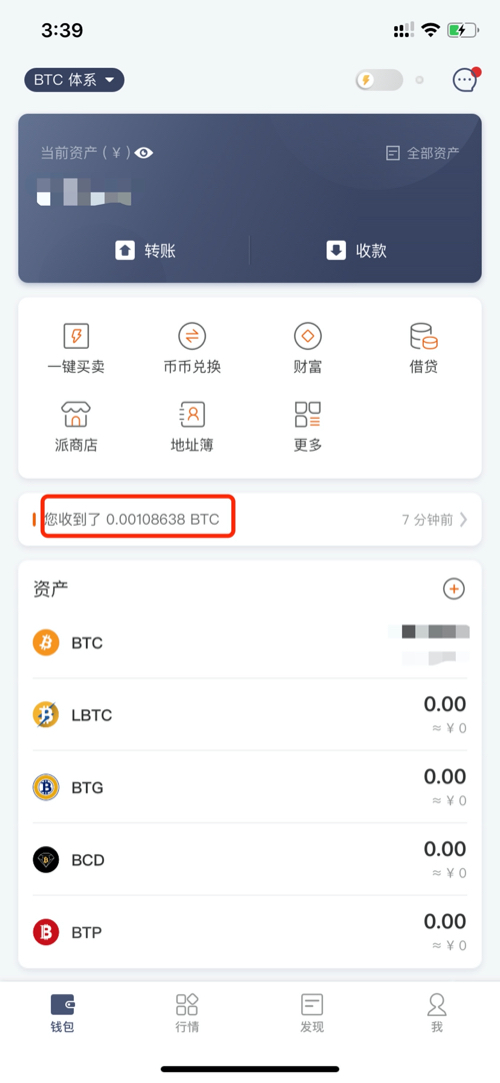 3:39
BTC 体系
当前资产 ( ¥ )
全部资产
转账
收款
一键买卖
币币兑换
财富
借贷
派商店
地址簿
更多
您收到了 0.00108638 BTC
7 分钟前
资产
BTC
LBTC
0.00
≈ ¥ 0
BTG
0.00
≈ ¥ 0
BCD
0.00
≈ ¥ 0
BTP
0.00
≈ ¥ 0
钱包
行情
发现
我